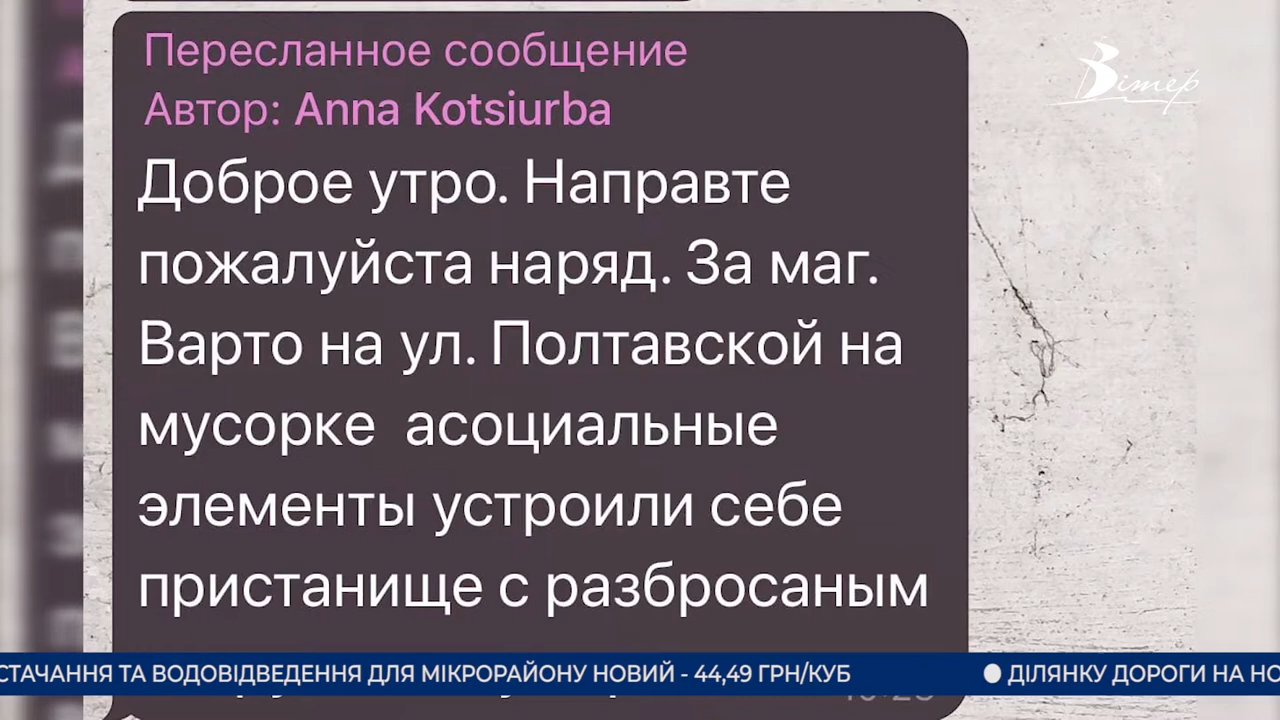 Пересланное сообщение
Автор: Anna Kotsiurba
Вітер
Доброе утро. Направте
пожалуйста наряд. За маг.
Варто на ул. Полтавской на
мусорке асоциальные
элементы устроили себе
пристанище с разбросаным
СТАЧАННЯ ТА ВОДОВІДВЕДЕННЯ ДЛЯ МІКРОРАЙОНУ НОВИЙ - 44,49 ГРН/КУБ ● ДІЛЯНКУ ДОРОГИ НА НО